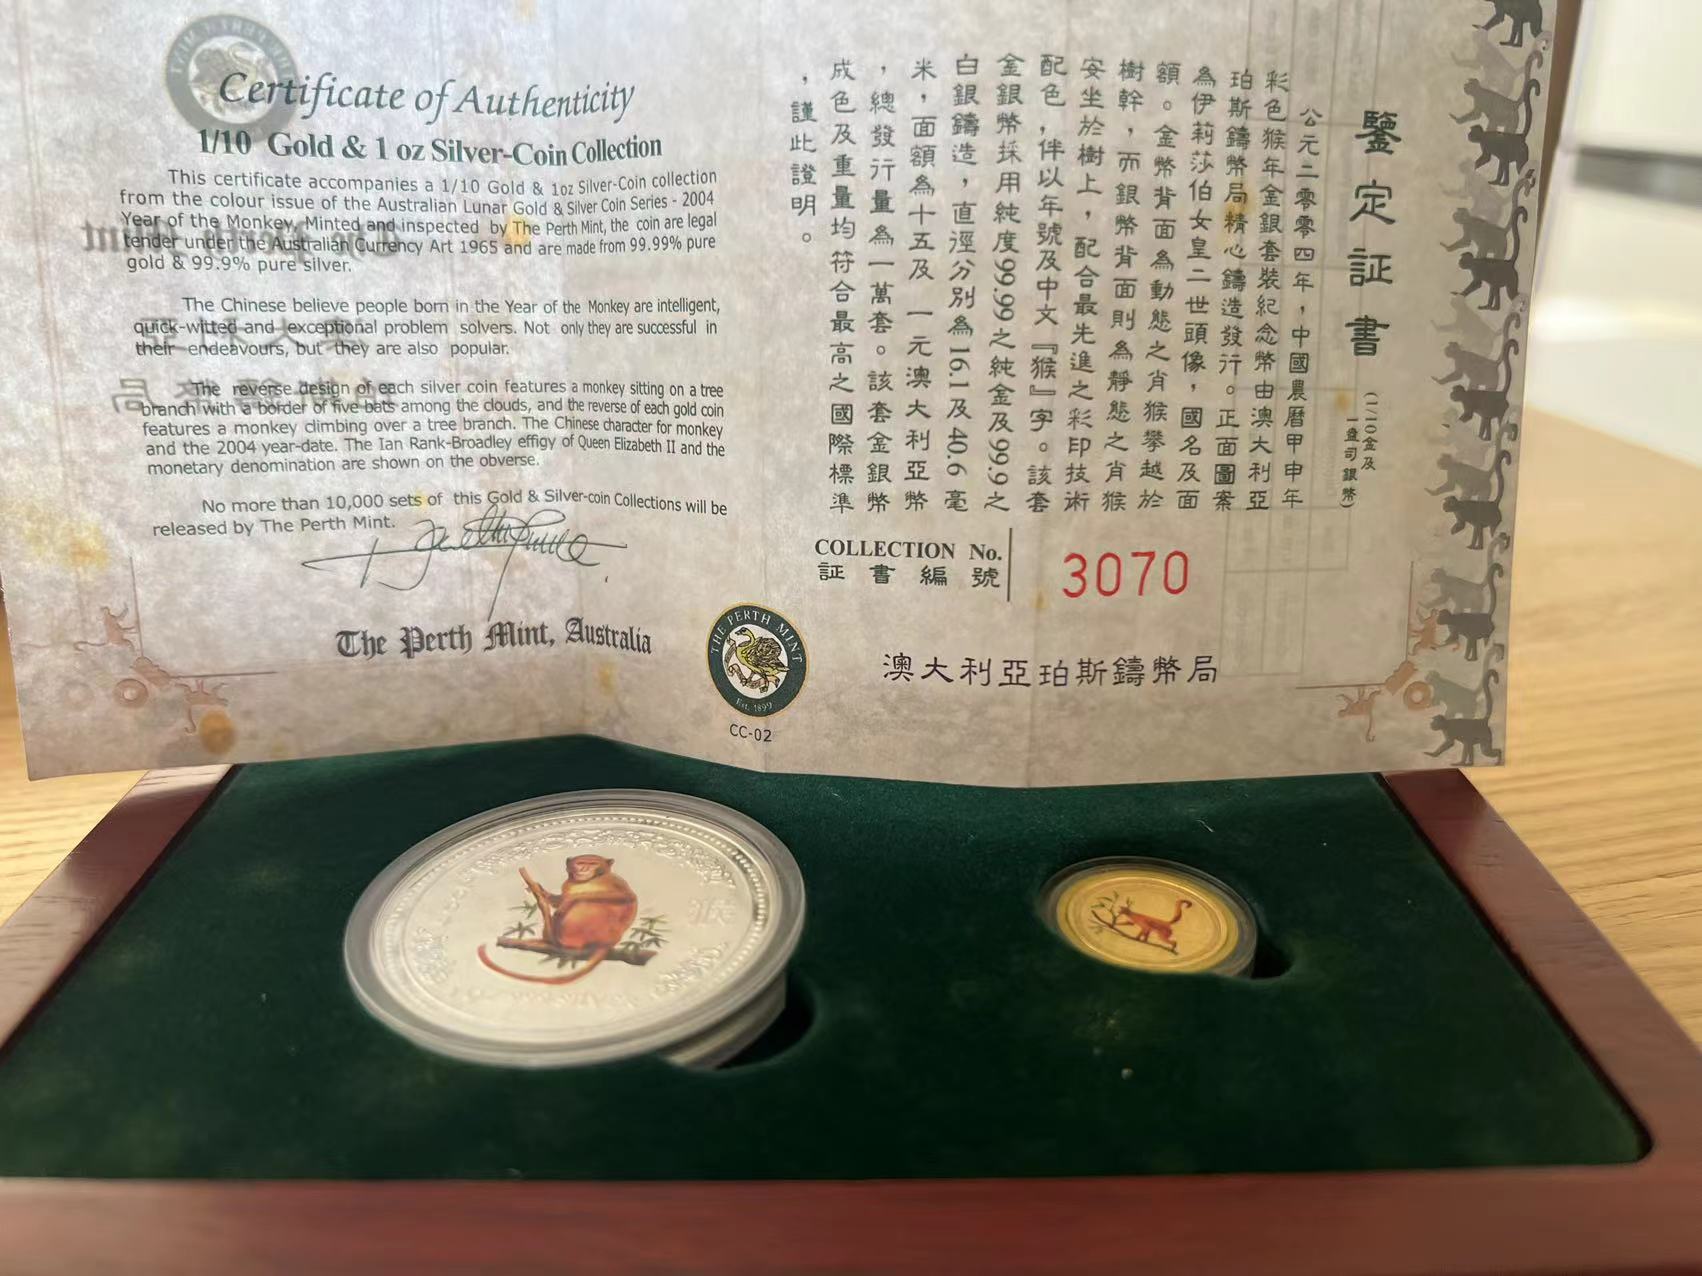 Certificate of Authenticity
1/10 Gold & 1 oz Silver-Coin Collection
This certificate accompanies a 1/10 Gold & 1oz Silver-Coin collection
from the colour issue of the Australian Lunar Gold & Silver Coin Series - 2004
Year of the Monkey, Minted and inspected by The Perth Mint, the coin are legal
tender under the Australian Currency Art 1965 and are made from 99.99% pure
gold & 99.9% pure silver.
The Chinese believe people born in the Year of the Monkey are intelligent,
quick-witted and exceptional problem solvers. Not only they are successful in
their endeavours, but they are also popular.
The reverse design of each silver coin features a monkey sitting on a tree
branch with a border of five bats among the clouds, and the reverse of each gold coin
features a monkey climbing over a tree branch. The Chinese character for monkey
and the 2004 year-date. The Ian Rank-Broadley effigy of Queen Elizabeth II and the
monetary denomination are shown on the obverse.
No more than 10,000 sets of this Gold & Silver-coin Collections will be
released by The Perth Mint.
The Perth Mint, Australia
THE PERTH MINT
Est. 1899
CC-02
鑒定証書
(1/10金及
一盎司銀幣)
公元二零零四年，中國農曆甲申年
彩色猴年金銀套裝紀念幣由澳大利亞
珀斯鑄幣局精心鑄造發行。正面圖案
為伊莉莎伯女皇二世頭像，國名及面
額。金幣背面為動態之肖猴攀越於
樹幹，而銀幣背面則為靜態之肖猴
安坐於樹上，配合最先進之彩印技術
配色，伴以年號及中文『猴』字。該套
金銀幣採用純度99.99之純金及99.9之
白銀鑄造，直徑分別為16.1及40.6毫
米，面額為十五及一元澳大利亞幣
，總發行量為一萬套。該套金銀幣
成色及重量均符合最高之國際標準
，謹此證明。
COLLECTION No.
証書編號
3070
澳大利亞珀斯鑄幣局
猴